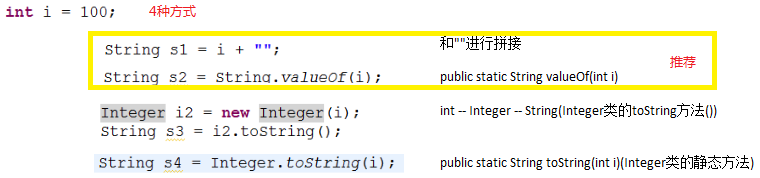 int i = 100; 4种方式
String s1 = i + ""; 和""进行拼接
推荐
String s2 = String.valueOf(i); public static String valueOf(int i)
Integer i2 = new Integer(i); int -- Integer -- String(Integer类的toString方法())
String s3 = i2.toString();
String s4 = Integer.toString(i); public static String toString(int i)(Integer类的静态方法)